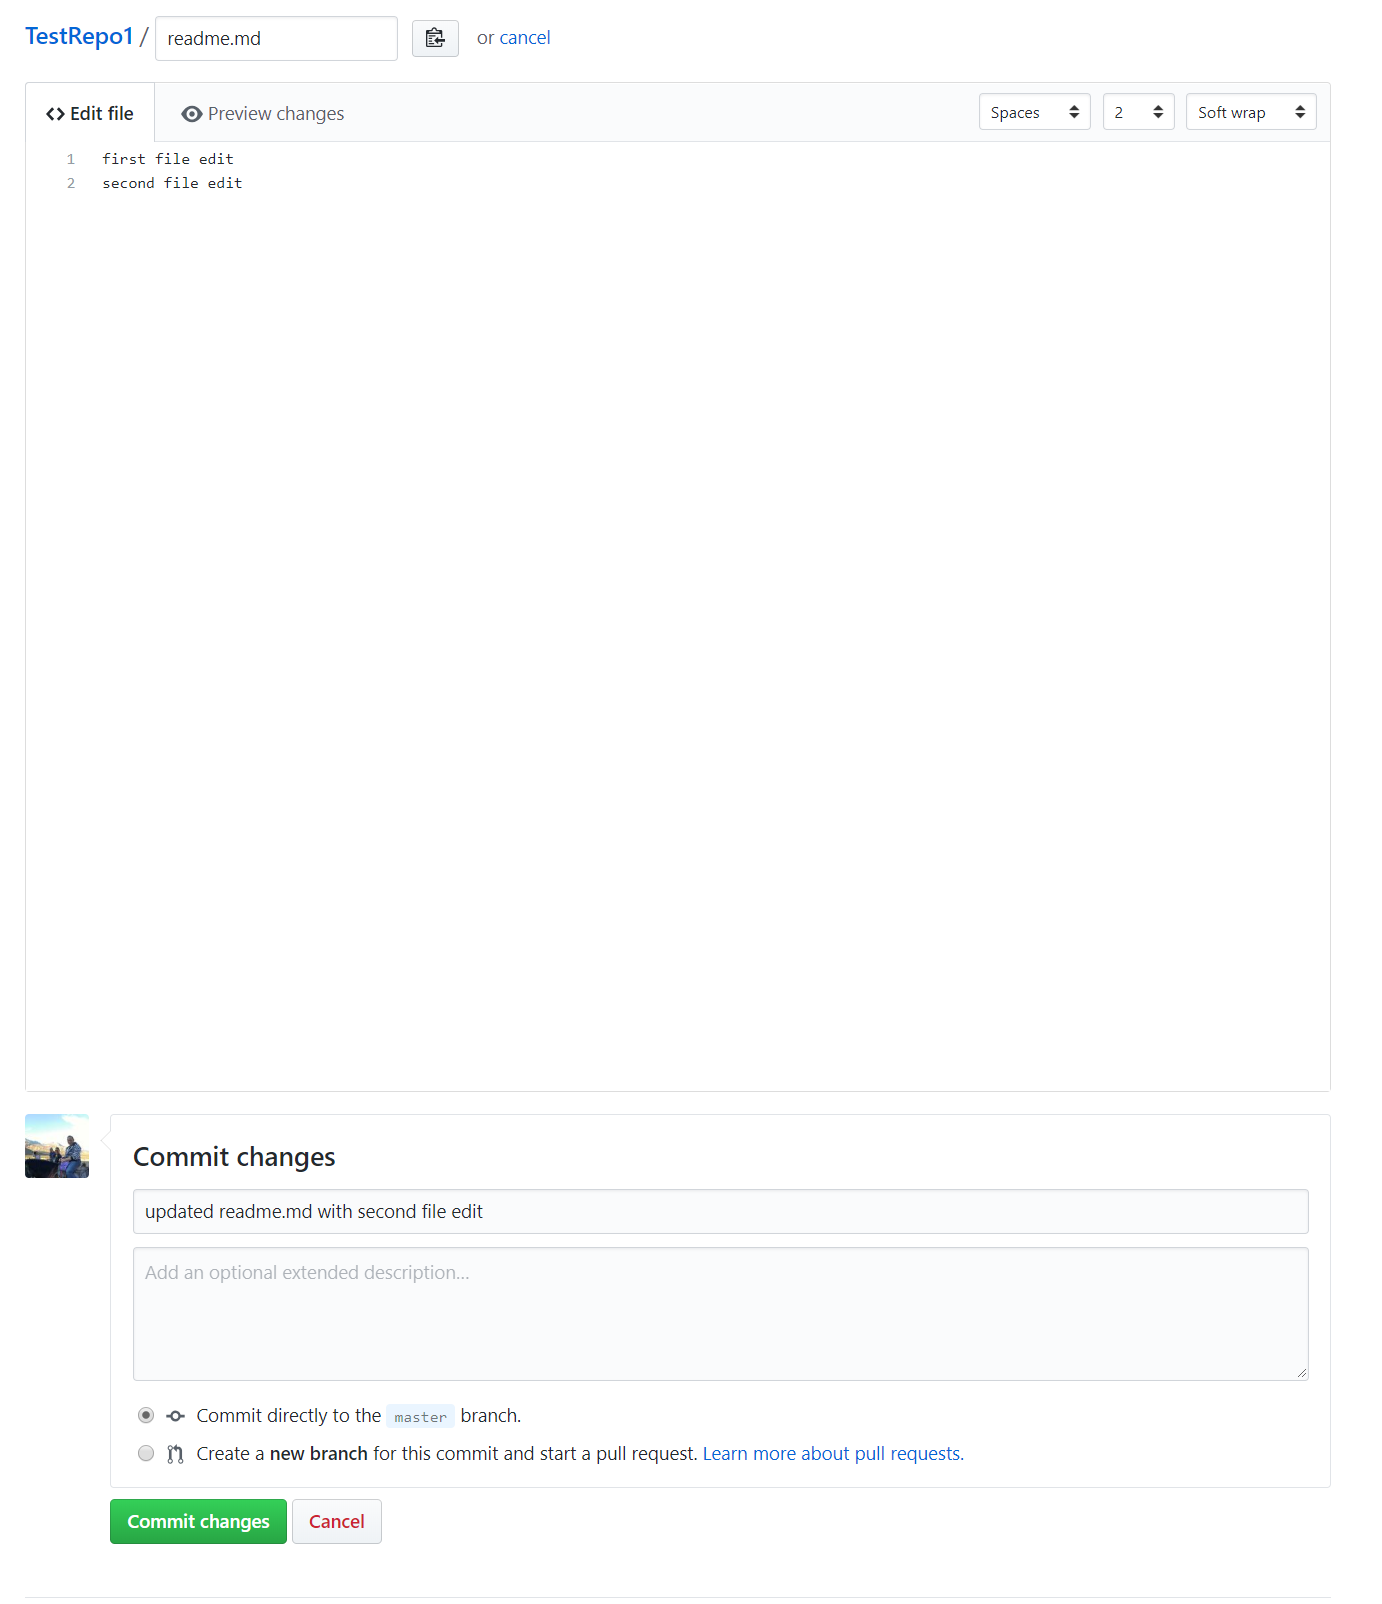 TestRepo1 / readme.md or cancel
Edit file Preview changes Spaces 2 Soft wrap
1 first file edit
2 second file edit
Commit changes
updated readme.md with second file edit
Add an optional extended description...
Commit directly to the master branch.
Create a new branch for this commit and start a pull request. Learn more about pull requests.
Commit changes Cancel